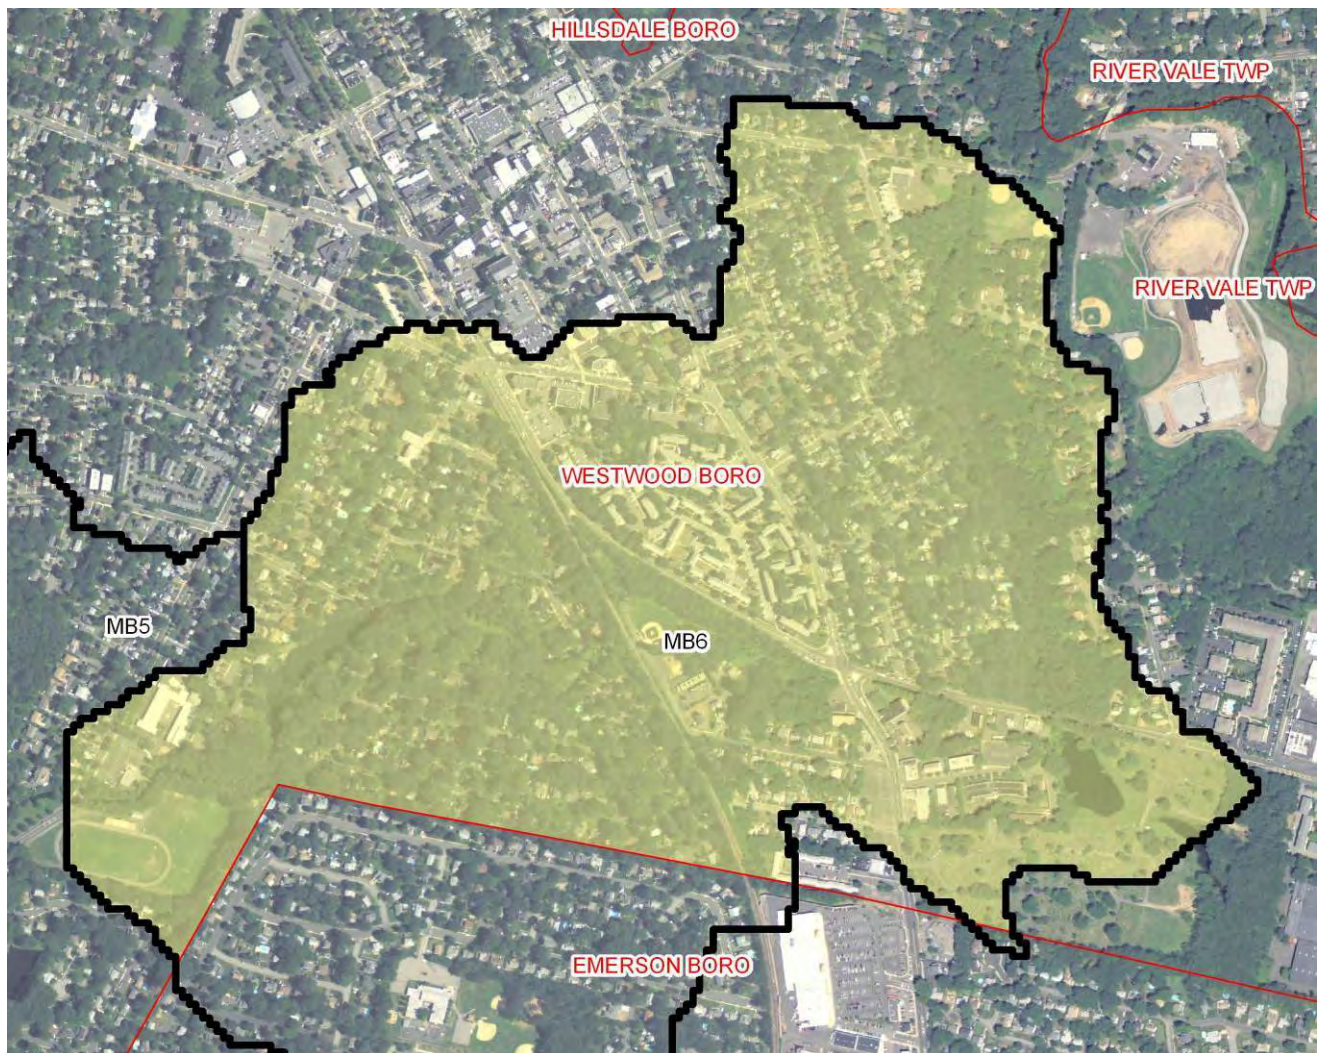 HILLSDALE BORO
RIVER VALE TWP
RIVER VALE TWP
WESTWOOD BORO
MB5
MB6
EMERSON BORO